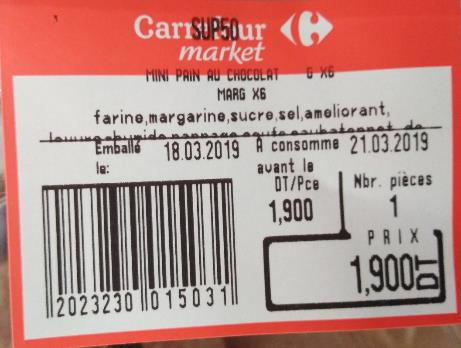 Carrefour
SUP50
market
MINI PAIN AU CHOCOLAT G X6
MARG X6
farine,margarine,sucre,sel,ameliorant,
Emballé le: 18.03.2019 A consomme avant le 21.03.2019
DT/Pce Nbr. pièces
1,900 1
PRIX
1,900 DT
2023230 015031